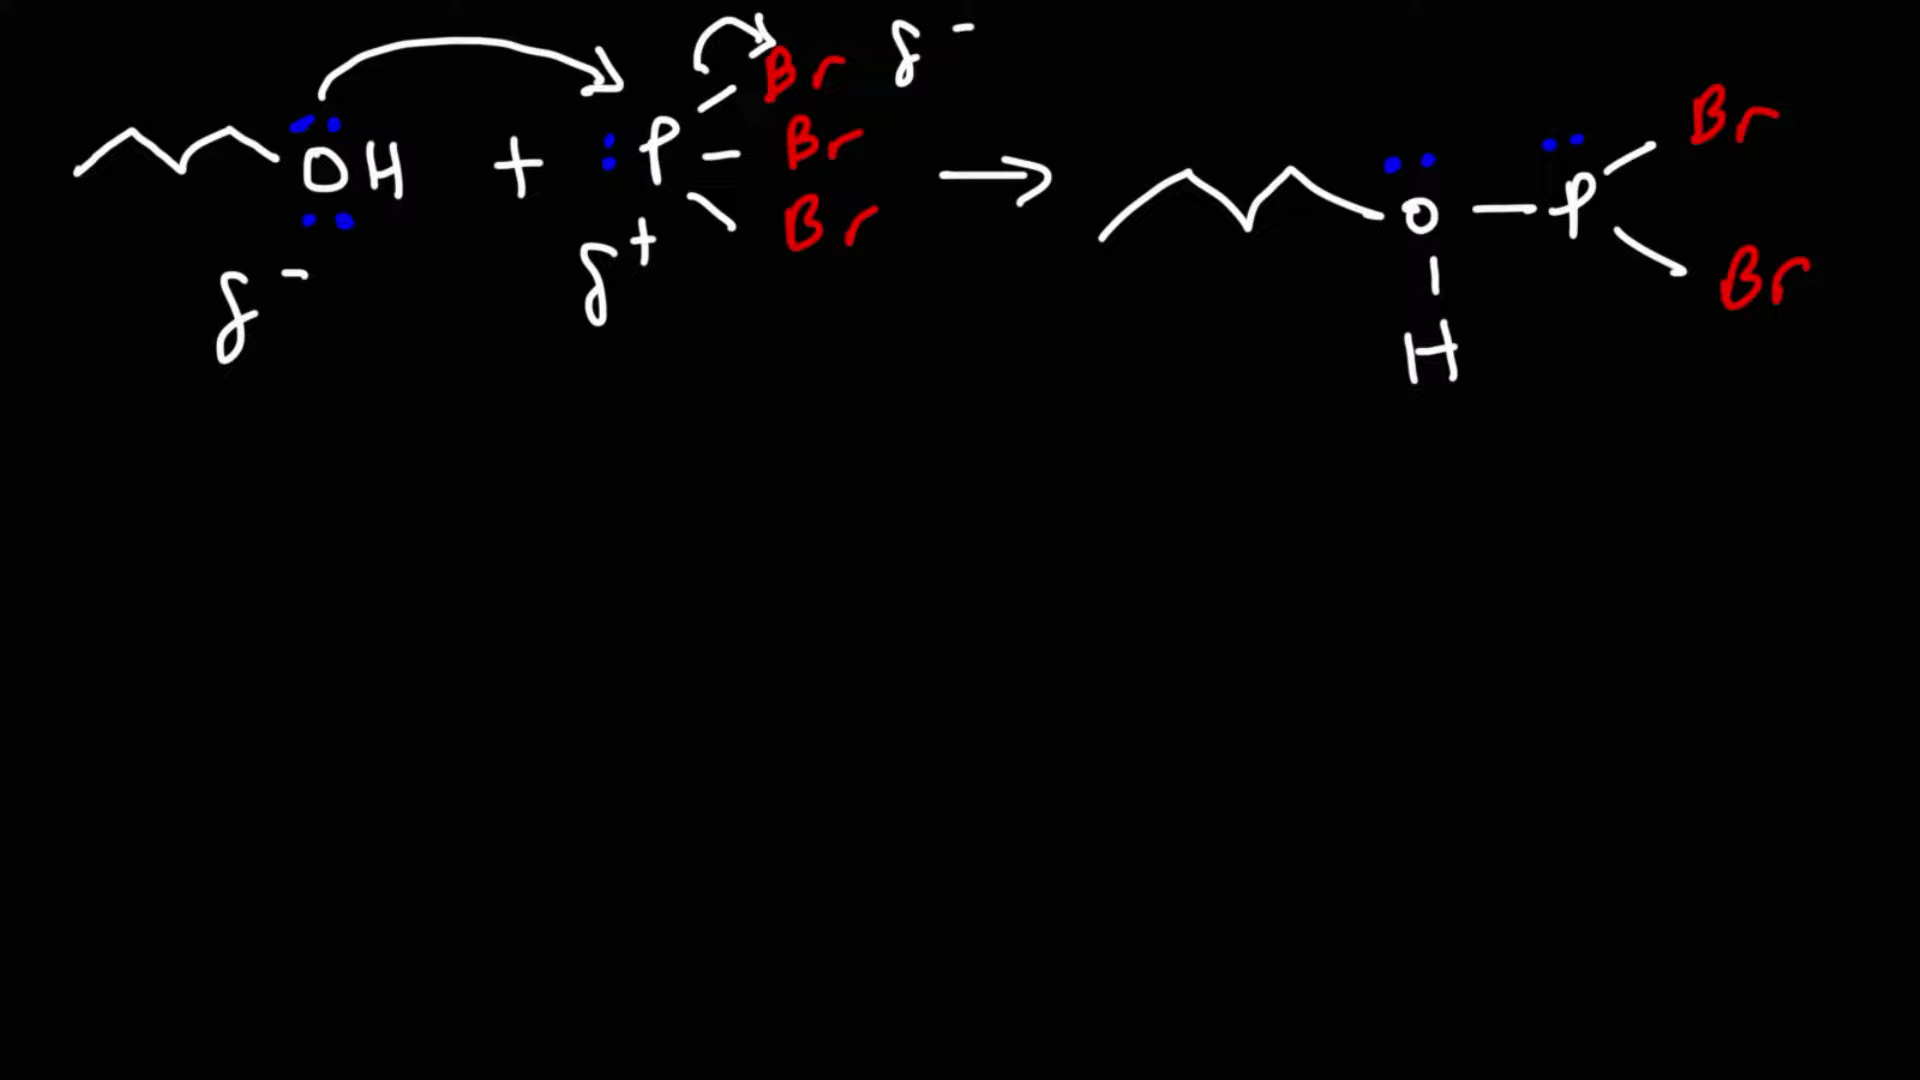 Br δ-
OH + :P Br → O - P Br
Br
δ- δ+ Br
H